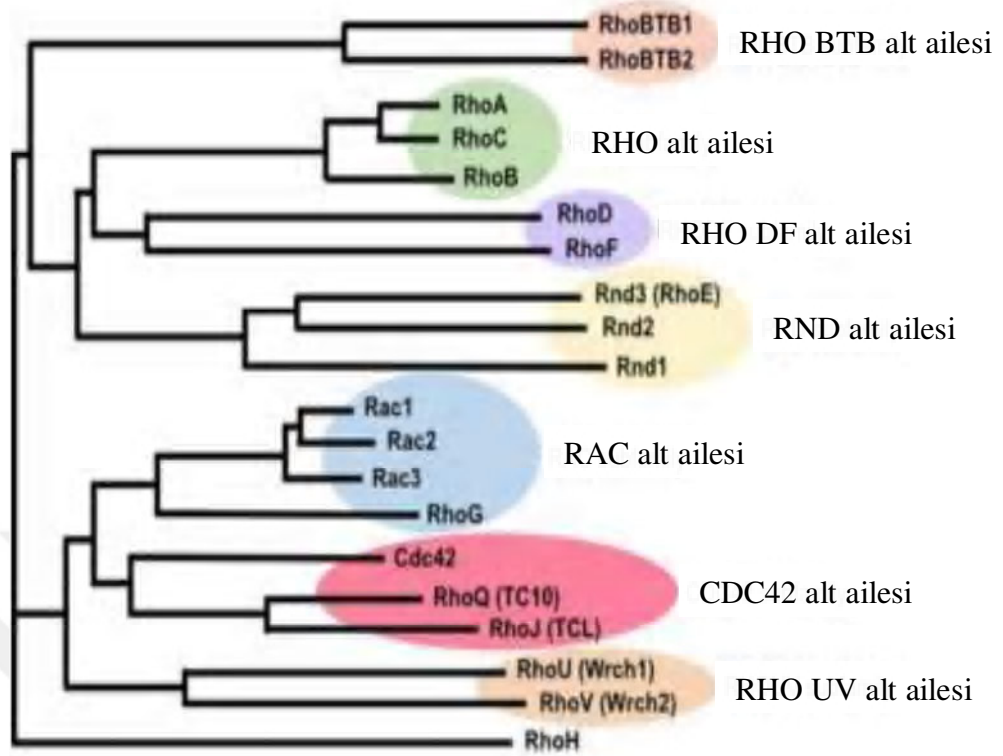 RhoBTB1
RhoBTB2
RHO BTB alt ailesi
RhoA
RhoC
RhoB
RHO alt ailesi
RhoD
RhoF
RHO DF alt ailesi
Rnd3 (RhoE)
Rnd2
Rnd1
RND alt ailesi
Rac1
Rac2
Rac3
RhoG
RAC alt ailesi
Cdc42
RhoQ (TC10)
RhoJ (TCL)
CDC42 alt ailesi
RhoU (Wrch1)
RhoV (Wrch2)
RHO UV alt ailesi
RhoH